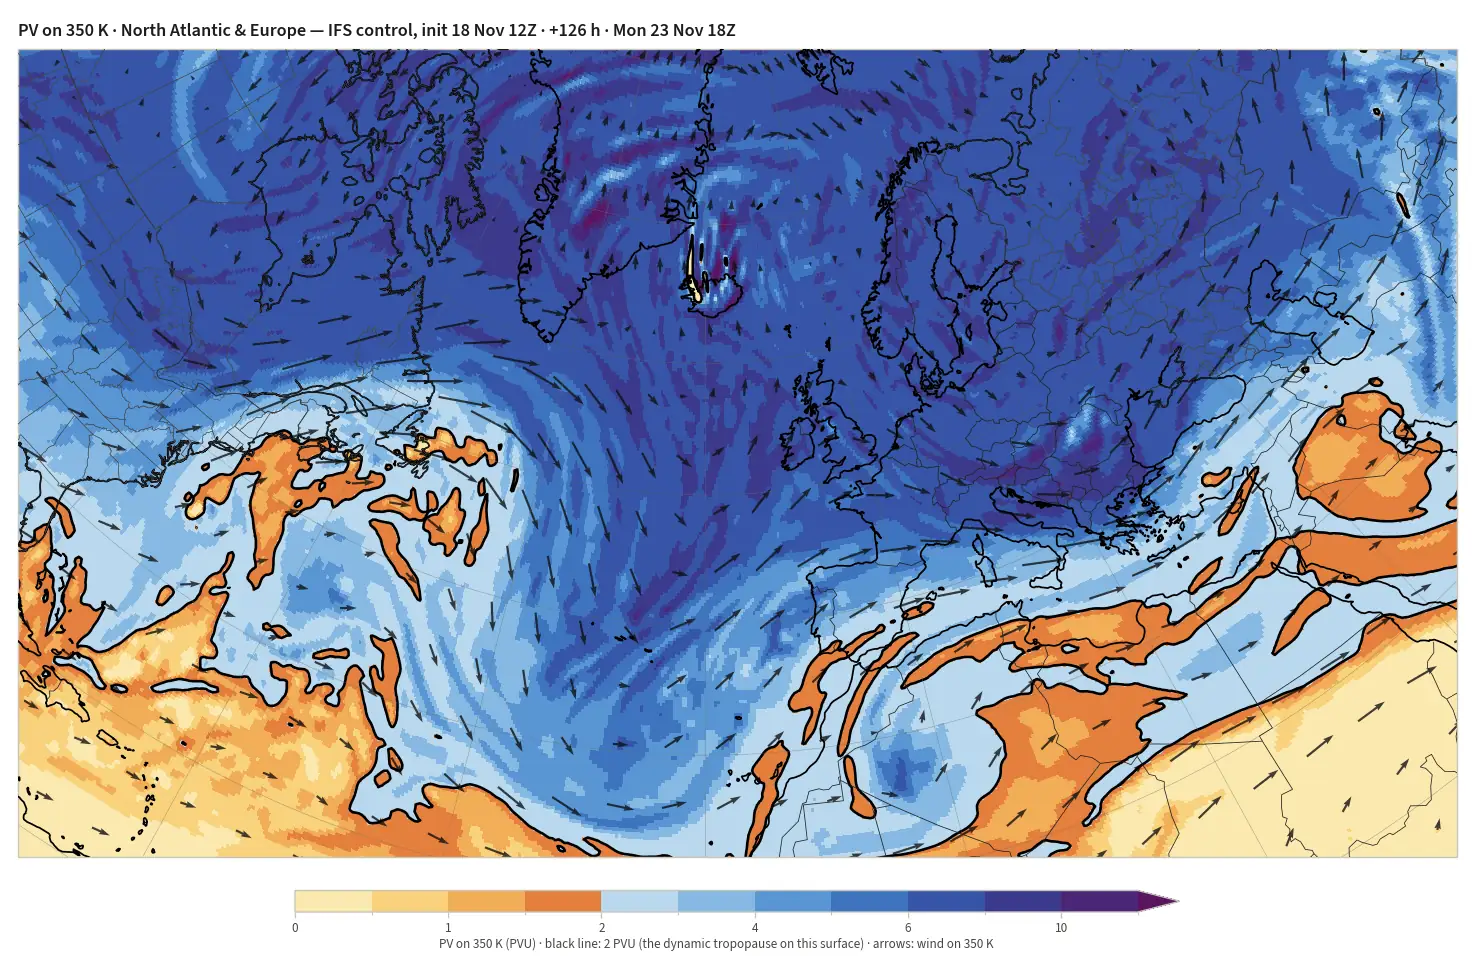 PV on 350 K · North Atlantic & Europe — IFS control, init 18 Nov 12Z · +126 h · Mon 23 Nov 18Z
0 1 2 4 6 10
PV on 350 K (PVU) · black line: 2 PVU (the dynamic tropopause on this surface) · arrows: wind on 350 K